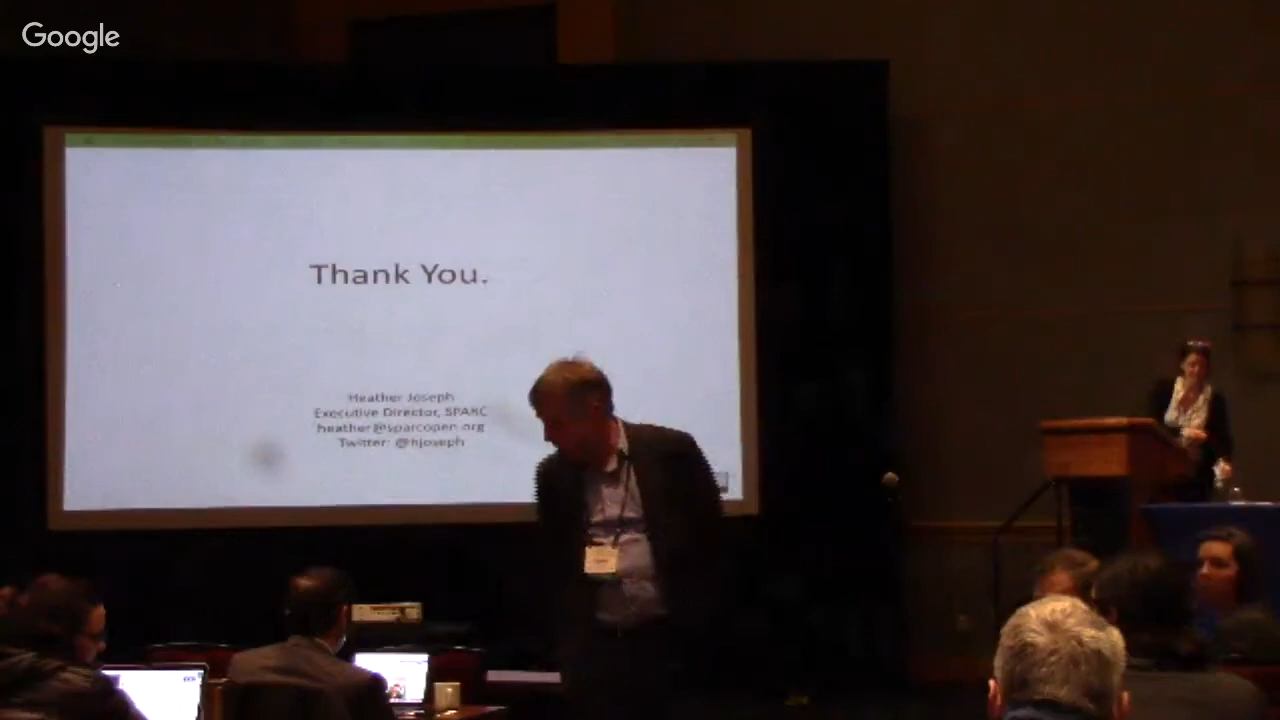 Google
Thank You.
Heather Joseph
Executive Director, SPARC
heather@sparcopen.org
Twitter: @hjoseph